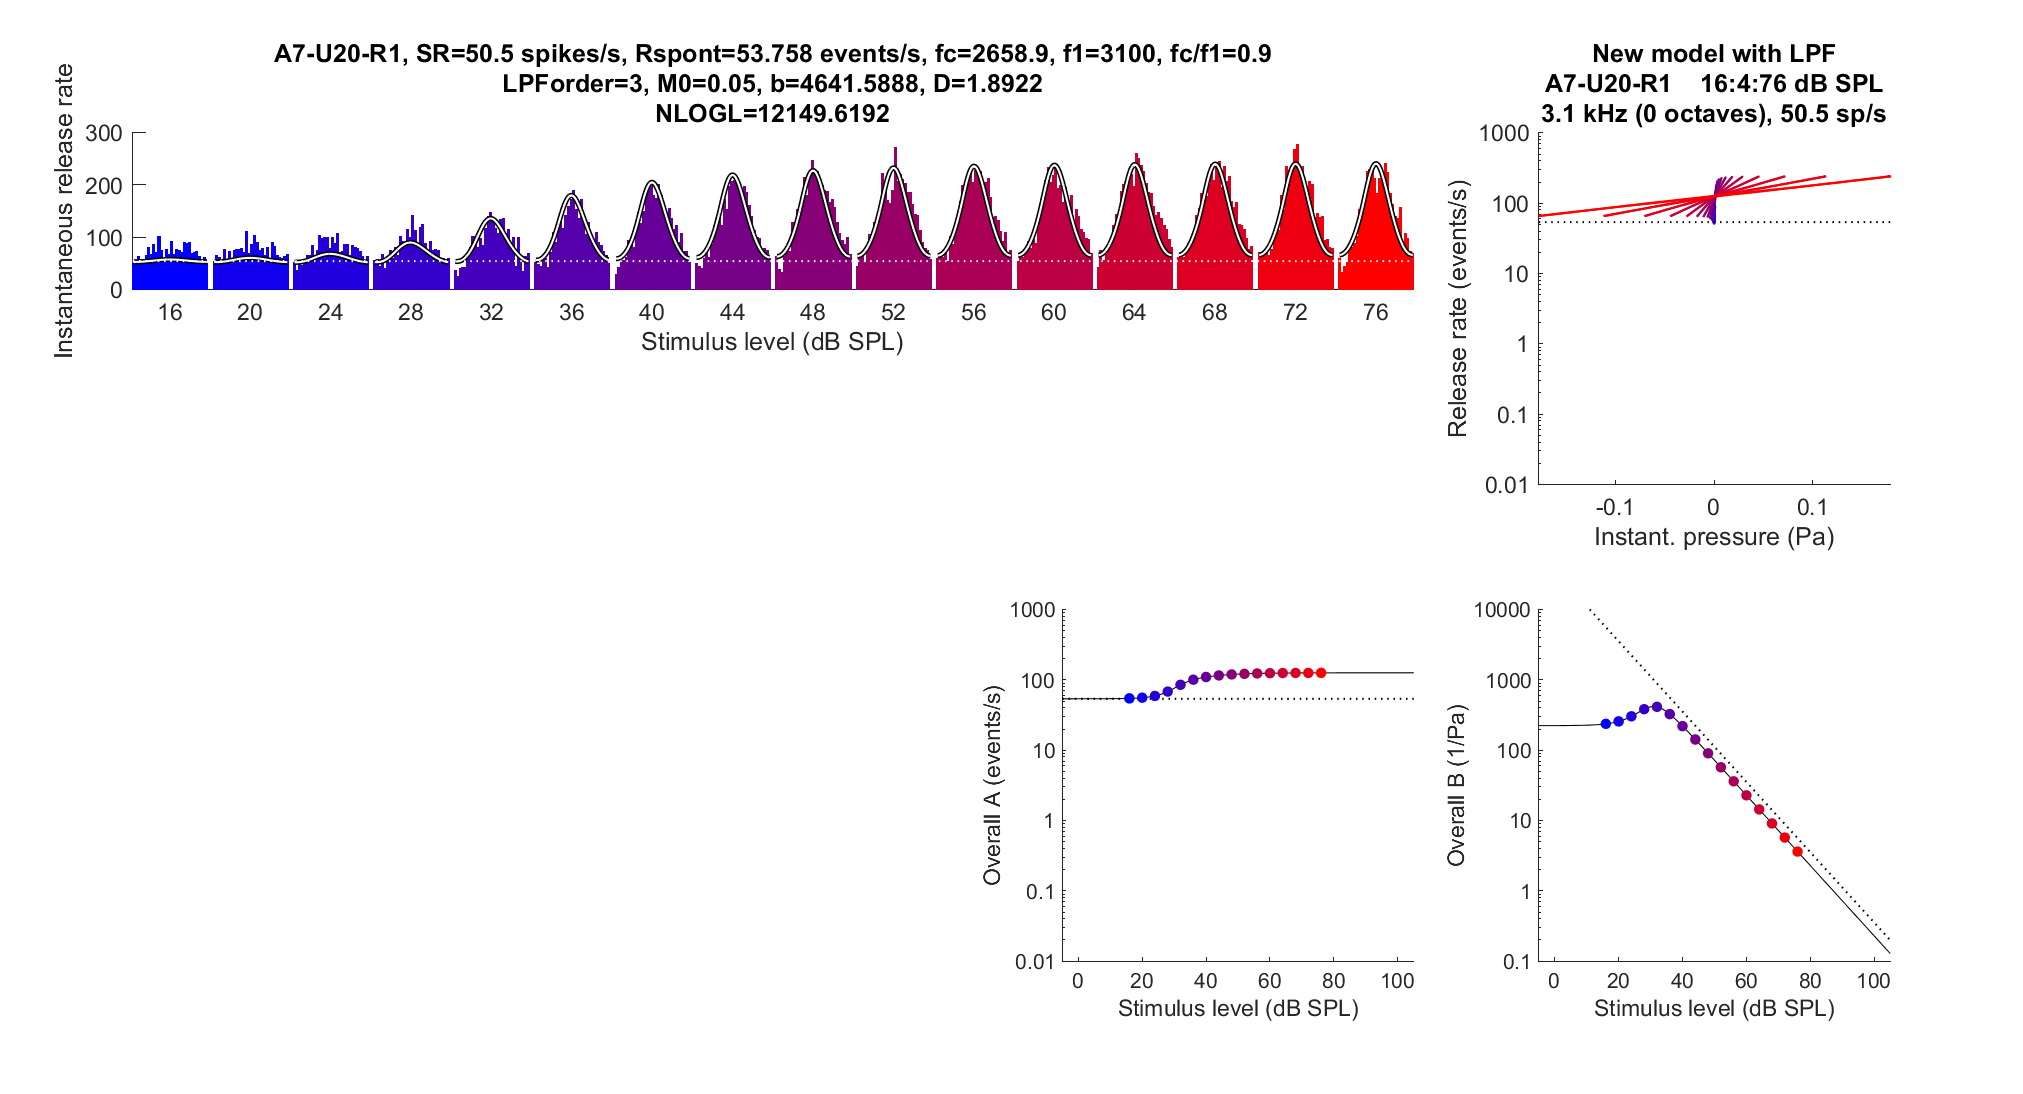 A7-U20-R1, SR=50.5 spikes/s, Rspont=53.758 events/s, fc=2658.9, f1=3100, fc/f1=0.9
LPForder=3, M0=0.05, b=4641.5888, D=1.8922
NLOGL=12149.6192
Instantaneous release rate
300
200
100
0
16 20 24 28 32 36 40 44 48 52 56 60 64 68 72 76
Stimulus level (dB SPL)
New model with LPF
A7-U20-R1 16:4:76 dB SPL
3.1 kHz (0 octaves), 50.5 sp/s
Release rate (events/s)
1000
100
10
1
0.1
0.01
-0.1 0 0.1
Instant. pressure (Pa)
Overall A (events/s)
1000
100
10
1
0.1
0.01
0 20 40 60 80 100
Stimulus level (dB SPL)
Overall B (1/Pa)
10000
1000
100
10
1
0.1
0 20 40 60 80 100
Stimulus level (dB SPL)